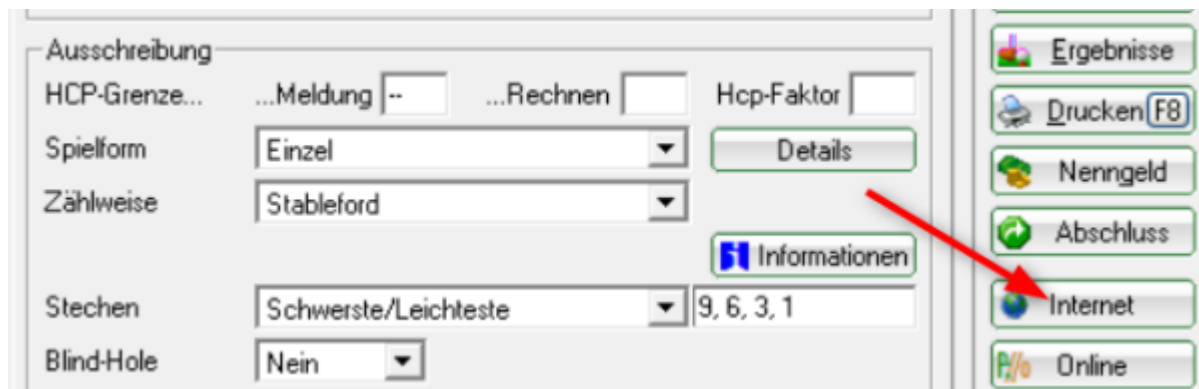 Ausschreibung
HCP-Grenze... ...Meldung -- ...Rechnen Hcp-Faktor
Spielform Einzel Details
Zählweise Stableford
Informationen
Stechen Schwerste/Leichteste 9, 6, 3, 1
Blind-Hole Nein
Ergebnisse
Drucken F8
Nenngeld
Abschluss
Internet
Online